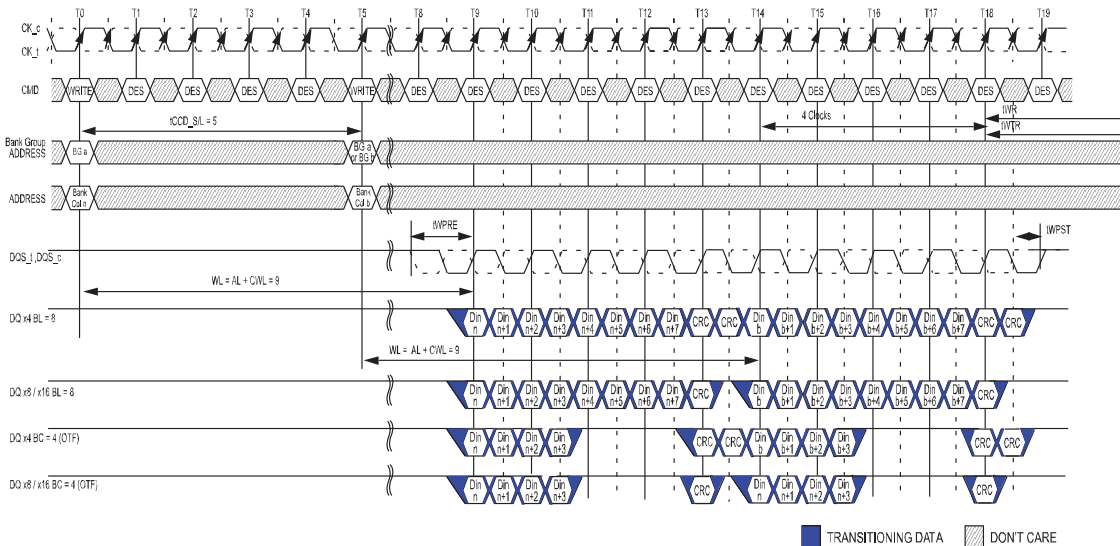 T0 T1 T2 T3 T4 T5 T8 T9 T10 T11 T12 T13 T14 T15 T16 T17 T18 T19
CK_c
CK_t
CMD WRITE DES DES DES DES WRITE DES DES DES DES DES DES DES DES DES DES DES DES
tCCD_S/L = 5
4 Clocks
tWR
tWTR
Bank Group
ADDRESS
BG a
BG a
or BG b
ADDRESS
Bank
Col n
Bank
Col b
tWPRE
tWPST
DQS_t ,DQS_c
WL = AL + CWL = 9
DQ x4 BL = 8
Din n Din n+1 Din n+2 Din n+3 Din n+4 Din n+5 Din n+6 Din n+7 CRC CRC Din b Din b+1 Din b+2 Din b+3 Din b+4 Din b+5 Din b+6 Din b+7 CRC CRC
WL = AL + CWL = 9
DQ x8 / x16 BL = 8
Din n Din n+1 Din n+2 Din n+3 Din n+4 Din n+5 Din n+6 Din n+7 CRC Din b Din b+1 Din b+2 Din b+3 Din b+4 Din b+5 Din b+6 Din b+7 CRC
DQ x4 BC = 4 (OTF)
Din n Din n+1 Din n+2 Din n+3 CRC CRC Din b Din b+1 Din b+2 Din b+3 CRC CRC
DQ x8 / x16 BC = 4 (OTF)
Din n Din n+1 Din n+2 Din n+3 CRC Din b Din b+1 Din b+2 Din b+3 CRC
TRANSITIONING DATA DON'T CARE